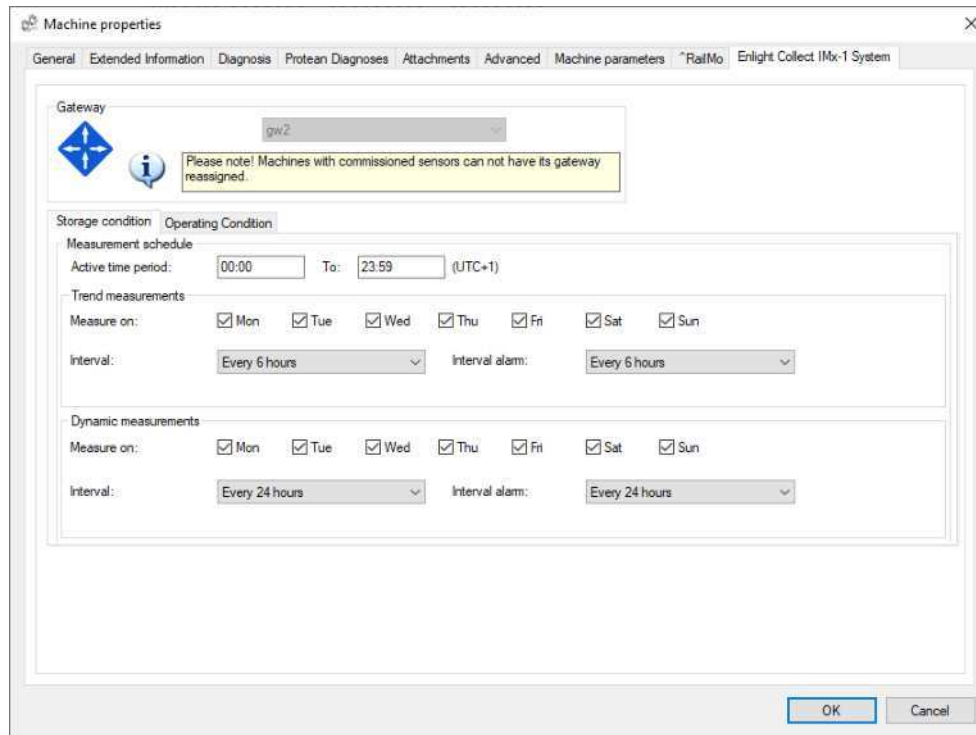 Machine properties
General Extended Information Diagnosis Protean Diagnoses Attachments Advanced Machine parameters ^RailMo Enlight Collect IMx-1 System
Gateway
gw2
Please note! Machines with commissioned sensors can not have its gateway
reassigned.
Storage condition Operating Condition
Measurement schedule
Active time period: 00:00 To: 23:59 (UTC+1)
Trend measurements
Measure on: Mon Tue Wed Thu Fri Sat Sun
Interval: Every 6 hours Interval alarm: Every 6 hours
Dynamic measurements
Measure on: Mon Tue Wed Thu Fri Sat Sun
Interval: Every 24 hours Interval alarm: Every 24 hours
OK Cancel